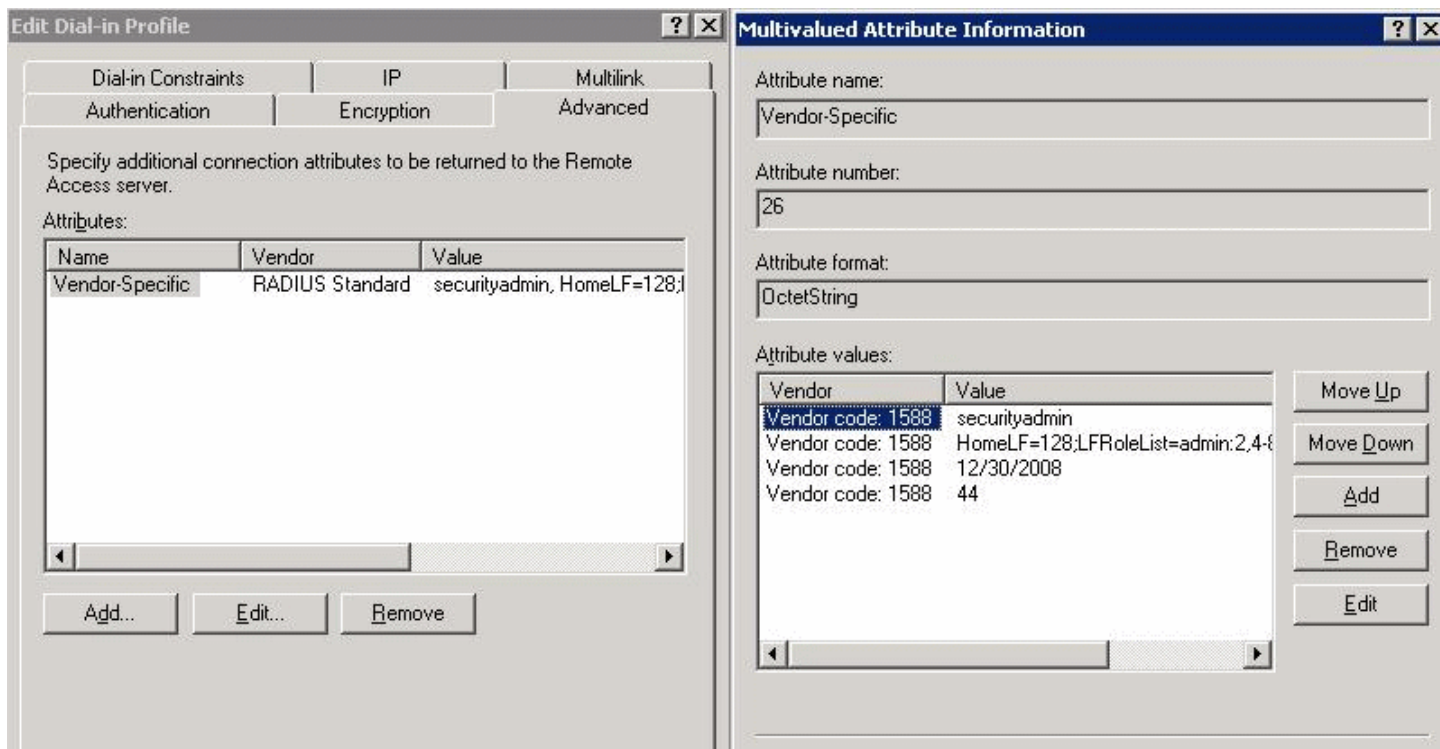 Edit Dial-in Profile
Dial-in Constraints IP Multilink
Authentication Encryption Advanced
Specify additional connection attributes to be returned to the Remote
Access server.
Attributes:
Name Vendor Value
Vendor-Specific RADIUS Standard securityadmin, HomeLF=128;
Add... Edit... Remove
Multivalued Attribute Information
Attribute name:
Vendor-Specific
Attribute number:
26
Attribute format:
OctetString
Attribute values:
Vendor Value
Vendor code: 1588 securityadmin
Vendor code: 1588 HomeLF=128;LFRoleList=admin:2,4-8
Vendor code: 1588 12/30/2008
Vendor code: 1588 44
Move Up
Move Down
Add
Remove
Edit